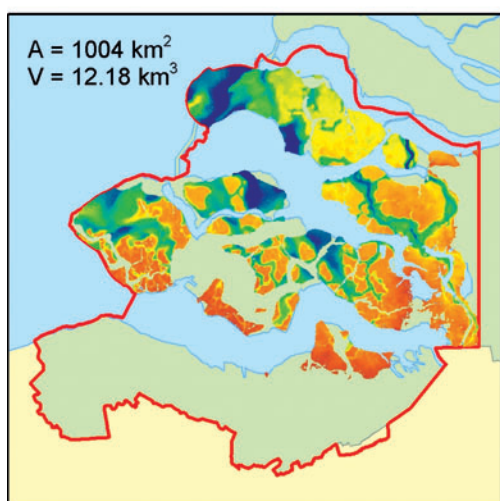 A = 1004 km²
V = 12.18 km³